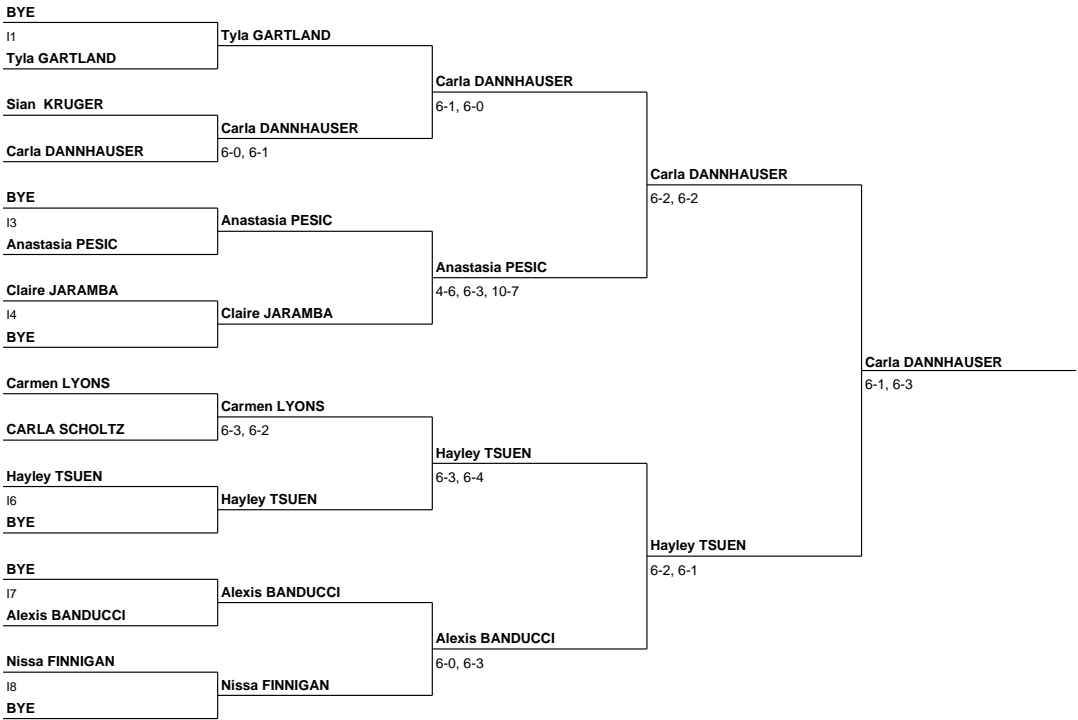 BYE
I1
Tyla GARTLAND
Sian  KRUGER
Carla DANNHAUSER
BYE
I3
Anastasia PESIC
Claire JARAMBA
I4
BYE
Carmen LYONS
CARLA SCHOLTZ
Hayley TSUEN
I6
BYE
BYE
I7
Alexis BANDUCCI
Nissa FINNIGAN
I8
BYE
Tyla GARTLAND
Carla DANNHAUSER
6-0, 6-1
Anastasia PESIC
Claire JARAMBA
Carmen LYONS
6-3, 6-2
Hayley TSUEN
Alexis BANDUCCI
Nissa FINNIGAN
Carla DANNHAUSER
6-1, 6-0
Anastasia PESIC
4-6, 6-3, 10-7
Hayley TSUEN
6-3, 6-4
Alexis BANDUCCI
6-0, 6-3
Carla DANNHAUSER
6-2, 6-2
Hayley TSUEN
6-2, 6-1
Carla DANNHAUSER
6-1, 6-3